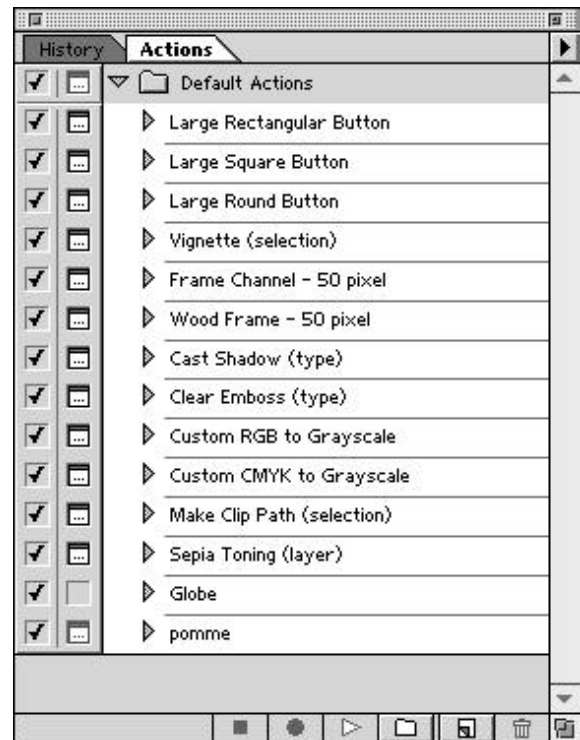 History Actions
Default Actions
Large Rectangular Button
Large Square Button
Large Round Button
Vignette (selection)
Frame Channel - 50 pixel
Wood Frame - 50 pixel
Cast Shadow (type)
Clear Emboss (type)
Custom RGB to Grayscale
Custom CMYK to Grayscale
Make Clip Path (selection)
Sepia Toning (layer)
Globe
pomme